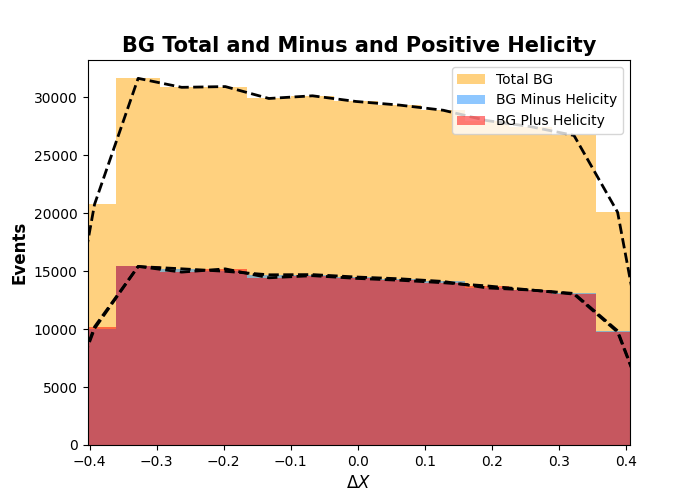 BG Total and Minus and Positive Helicity
Total BG
BG Minus Helicity
BG Plus Helicity
Events
30000
25000
20000
15000
10000
5000
0
−0.4 −0.3 −0.2 −0.1 0.0 0.1 0.2 0.3 0.4
ΔX